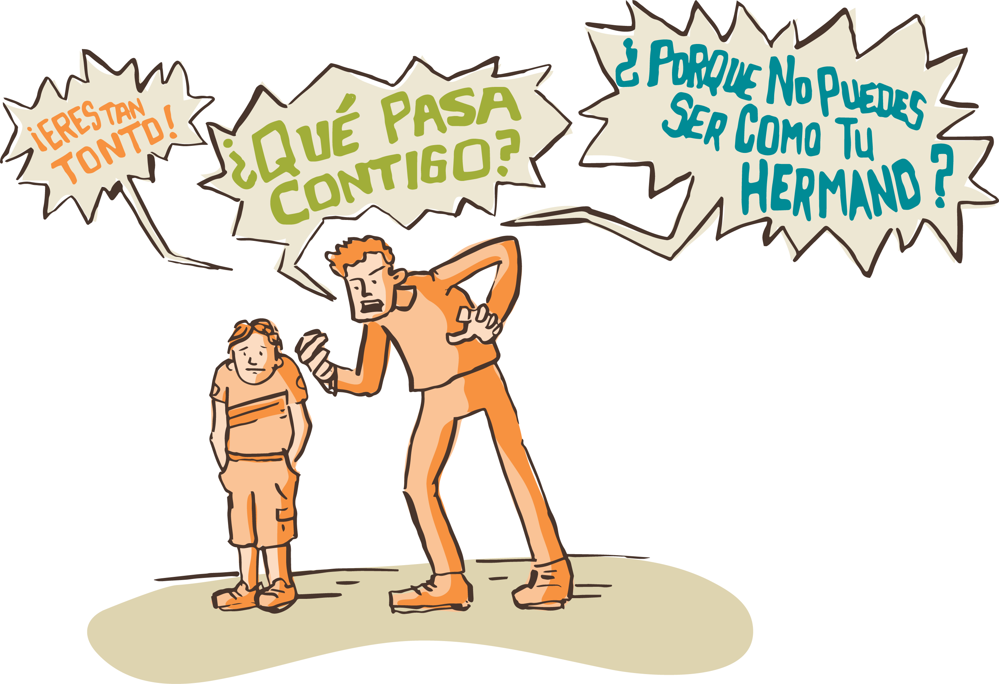 ¡ERES TAN
TONTO!
¿QUÉ PASA
CONTIGO?
¿PORQUE NO PUEDES
SER COMO TU
HERMANO?